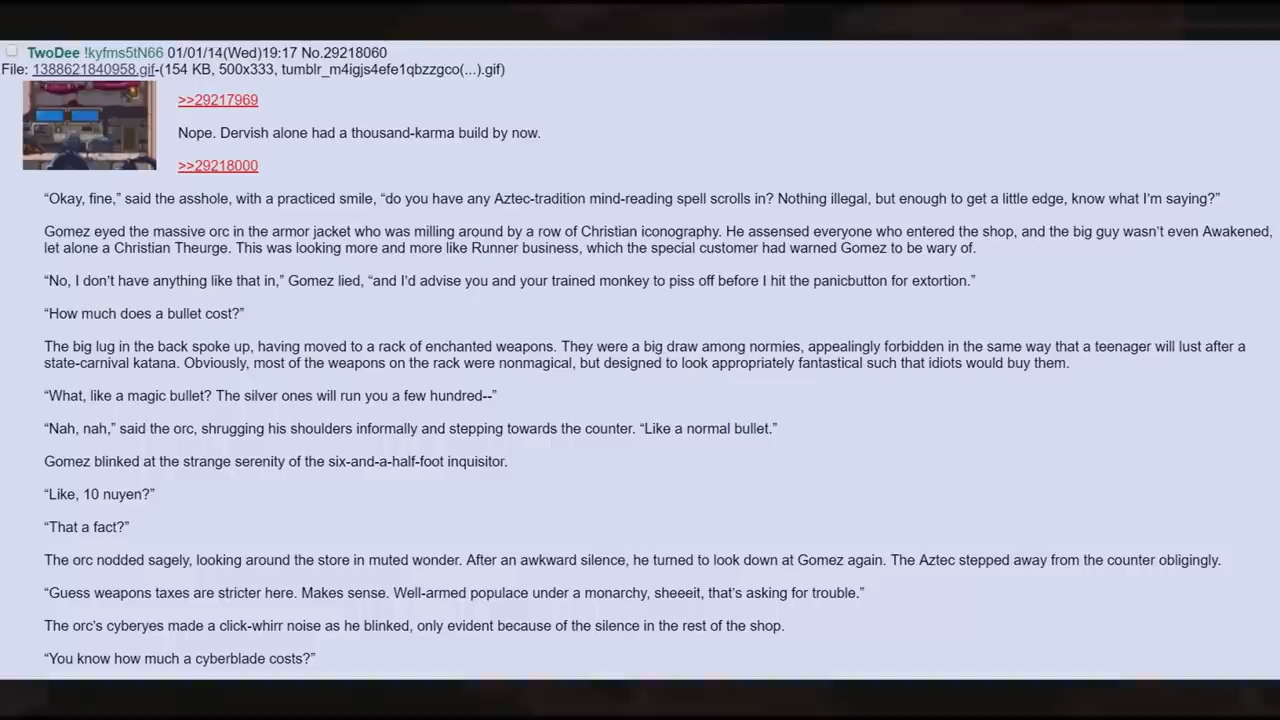 TwoDee !kyfms5tN66 01/01/14(Wed)19:17 No.29218060
File: 1388621840958.gif-(154 KB, 500x333, tumblr_m4igjs4efe1qbzzgco(...).gif)
>>29217969
Nope. Dervish alone had a thousand-karma build by now.
>>29218000
“Okay, fine,” said the asshole, with a practiced smile, “do you have any Aztec-tradition mind-reading spell scrolls in? Nothing illegal, but enough to get a little edge, know what I’m saying?”
Gomez eyed the massive orc in the armor jacket who was milling around by a row of Christian iconography. He assensed everyone who entered the shop, and the big guy wasn’t even Awakened,
let alone a Christian Theurge. This was looking more and more like Runner business, which the special customer had warned Gomez to be wary of.
“No, I don’t have anything like that in,” Gomez lied, “and I’d advise you and your trained monkey to piss off before I hit the panicbutton for extortion.”
“How much does a bullet cost?”
The big lug in the back spoke up, having moved to a rack of enchanted weapons. They were a big draw among normies, appealingly forbidden in the same way that a teenager will lust after a
state-carnival katana. Obviously, most of the weapons on the rack were nonmagical, but designed to look appropriately fantastical such that idiots would buy them.
“What, like a magic bullet? The silver ones will run you a few hundred--”
“Nah, nah,” said the orc, shrugging his shoulders informally and stepping towards the counter. “Like a normal bullet.”
Gomez blinked at the strange serenity of the six-and-a-half-foot inquisitor.
“Like, 10 nuyen?”
“That a fact?”
The orc nodded sagely, looking around the store in muted wonder. After an awkward silence, he turned to look down at Gomez again. The Aztec stepped away from the counter obligingly.
“Guess weapons taxes are stricter here. Makes sense. Well-armed populace under a monarchy, sheeeit, that’s asking for trouble.”
The orc’s cyberyes made a click-whirr noise as he blinked, only evident because of the silence in the rest of the shop.
“You know how much a cyberblade costs?”